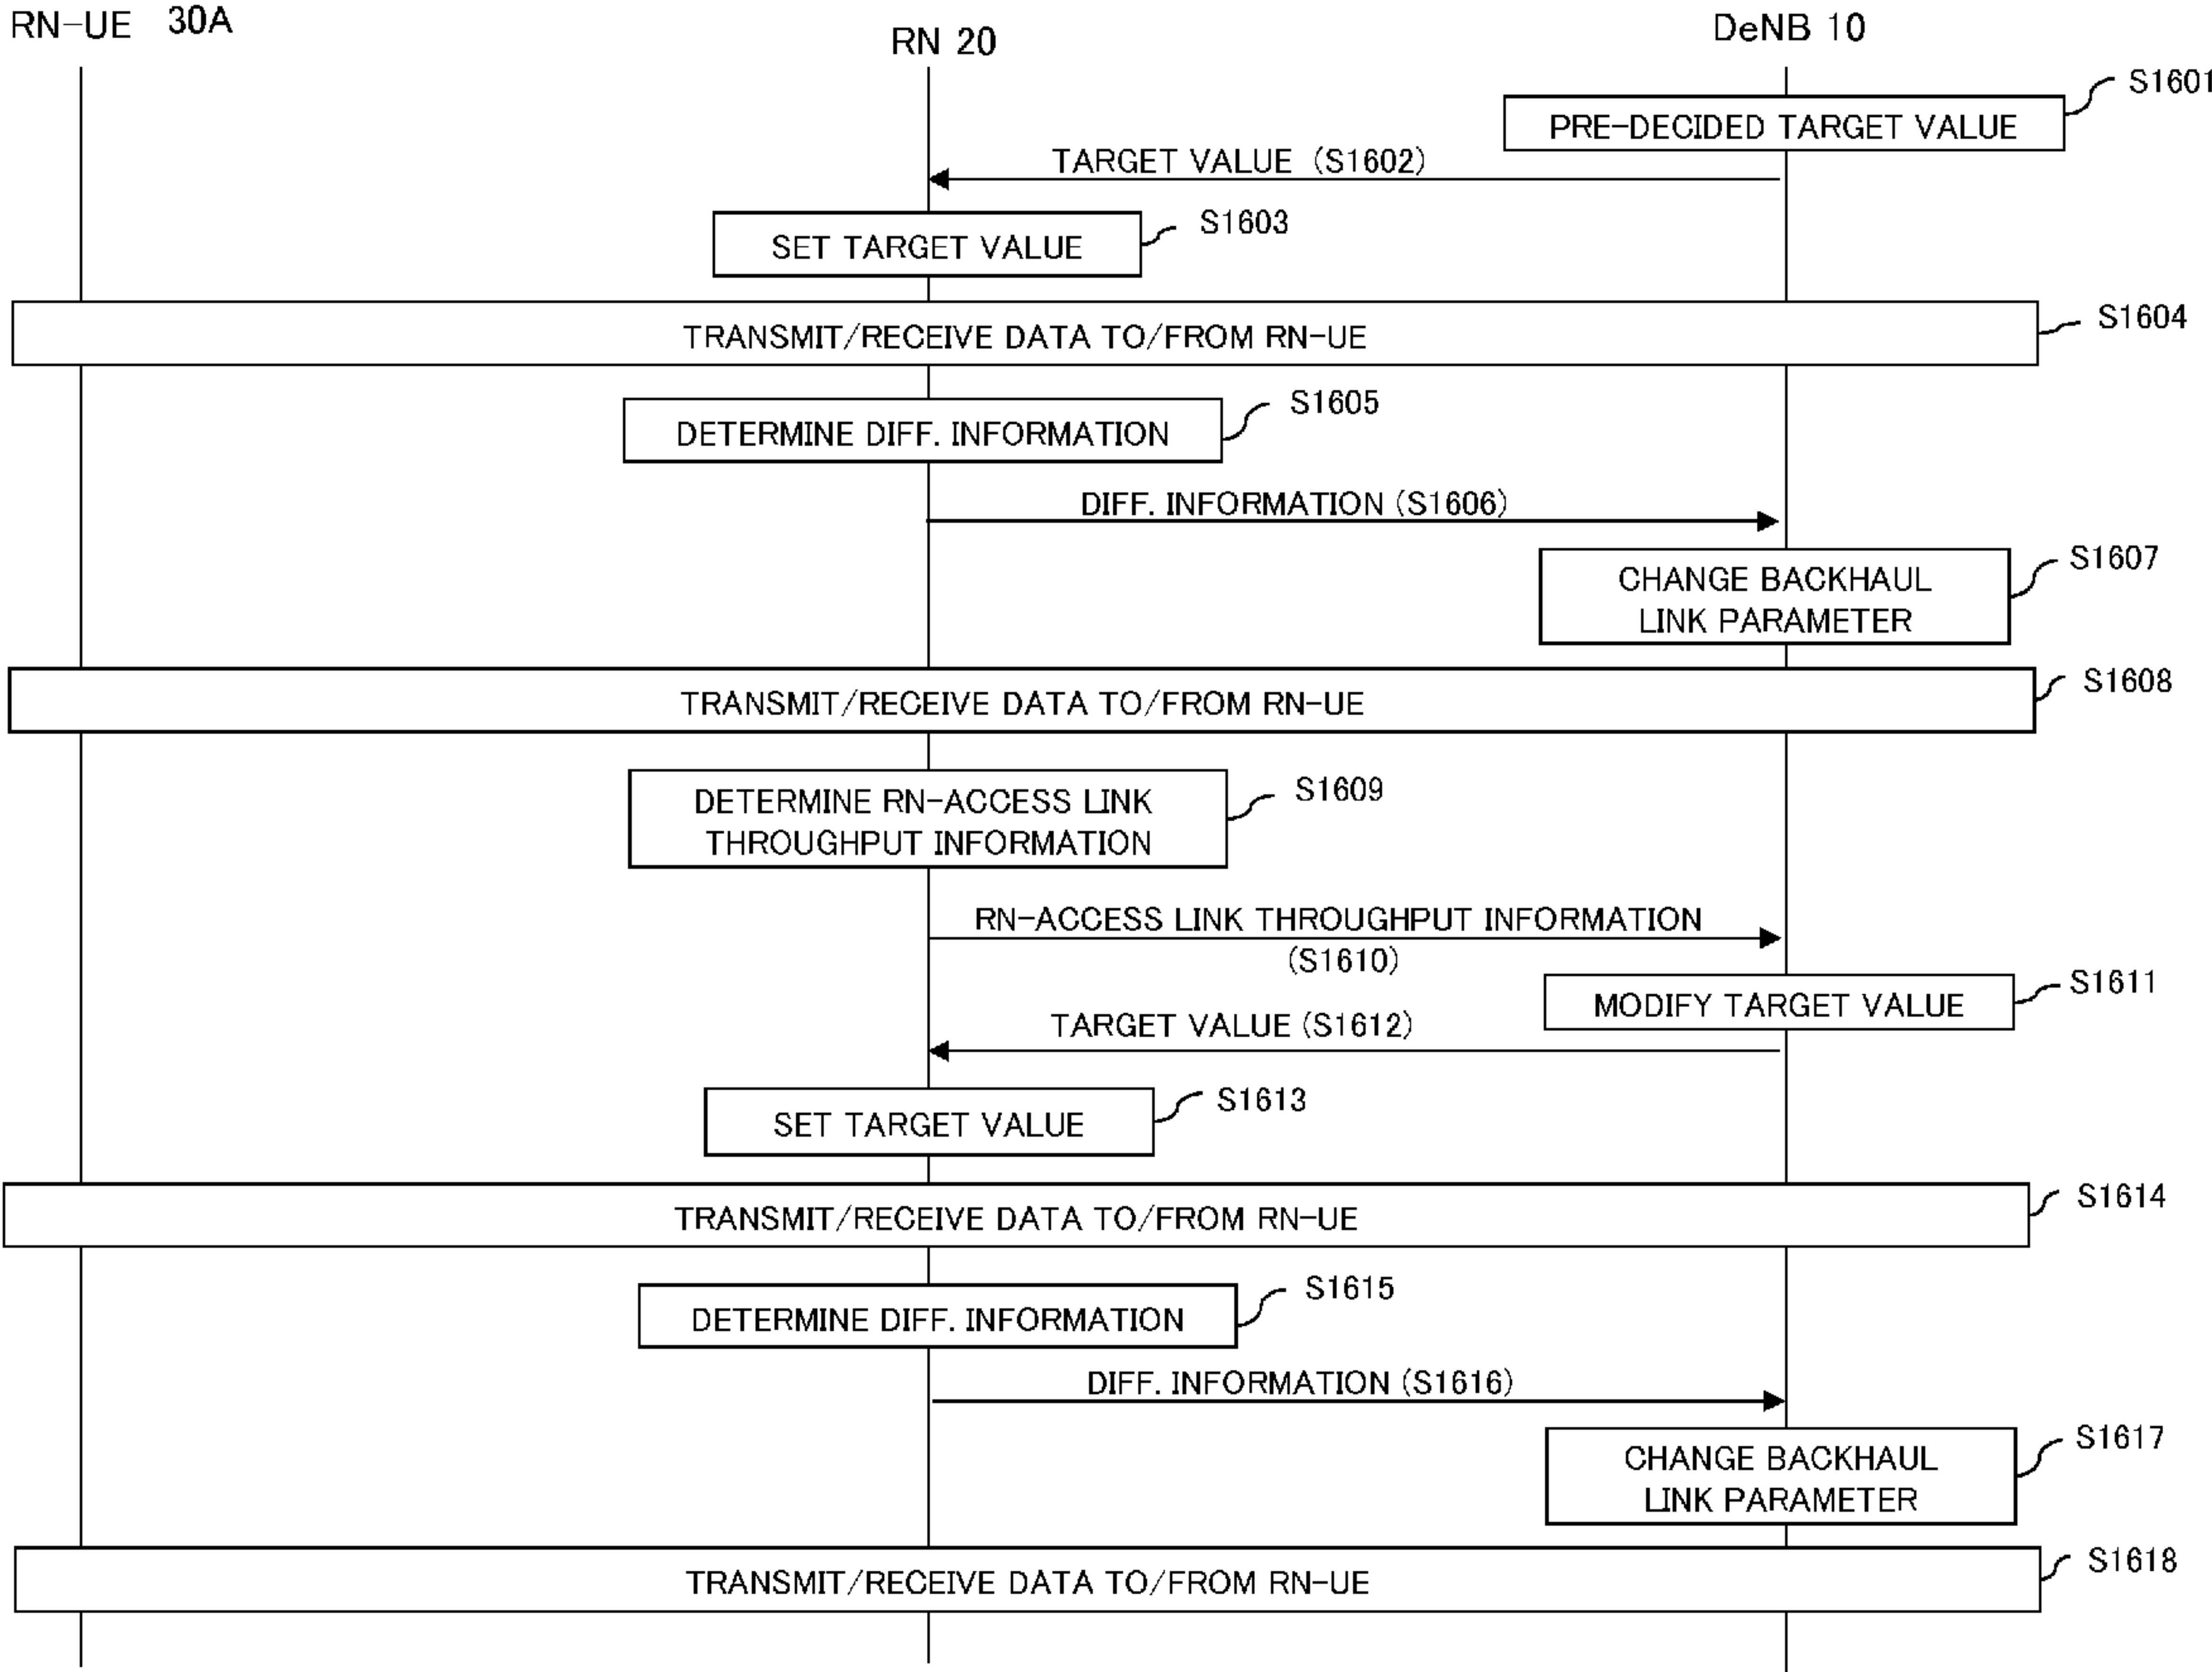 RN-UE 30A
RN 20
DeNB 10
S1601
PRE-DECIDED TARGET VALUE
TARGET VALUE (S1602)
S1603
SET TARGET VALUE
S1604
TRANSMIT/RECEIVE DATA TO/FROM RN-UE
S1605
DETERMINE DIFF. INFORMATION
DIFF. INFORMATION (S1606)
S1607
CHANGE BACKHAUL
LINK PARAMETER
S1608
TRANSMIT/RECEIVE DATA TO/FROM RN-UE
S1609
DETERMINE RN-ACCESS LINK
THROUGHPUT INFORMATION
RN-ACCESS LINK THROUGHPUT INFORMATION
(S1610)
S1611
MODIFY TARGET VALUE
TARGET VALUE (S1612)
S1613
SET TARGET VALUE
S1614
TRANSMIT/RECEIVE DATA TO/FROM RN-UE
S1615
DETERMINE DIFF. INFORMATION
DIFF. INFORMATION (S1616)
S1617
CHANGE BACKHAUL
LINK PARAMETER
S1618
TRANSMIT/RECEIVE DATA TO/FROM RN-UE